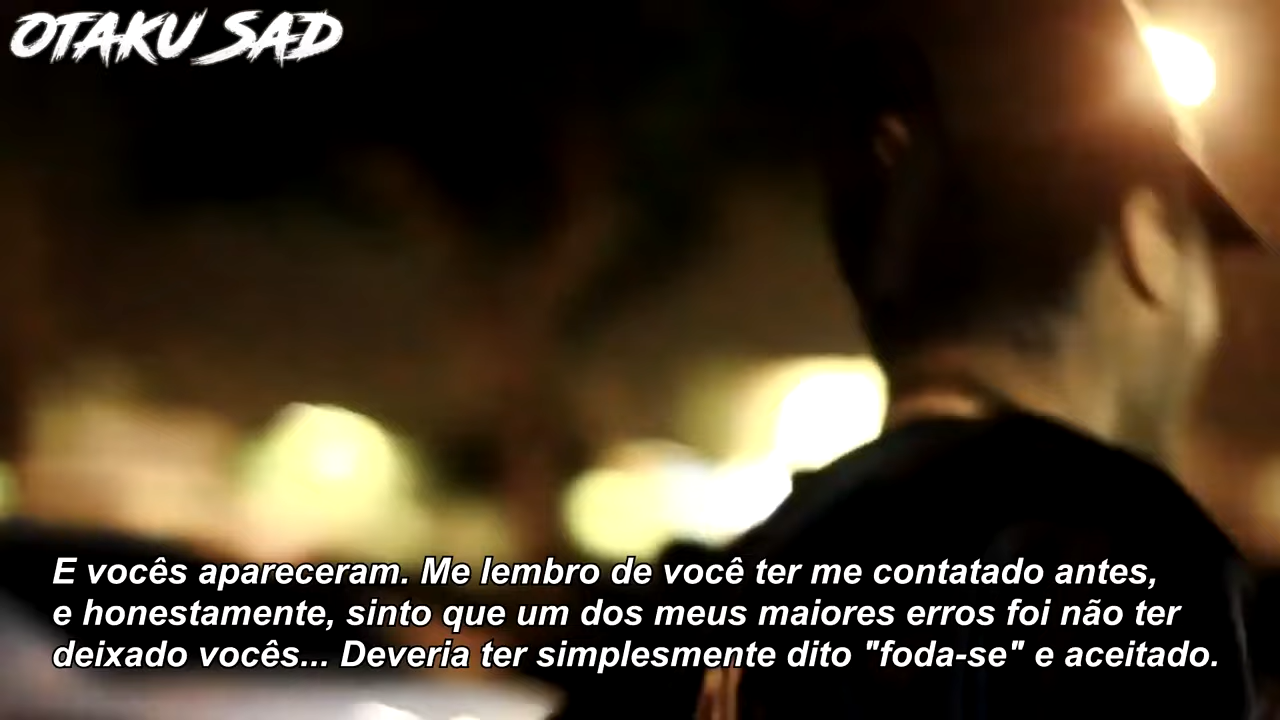 OTAKU SAD
E vocês apareceram. Me lembro de você ter me contatado antes,
e honestamente, sinto que um dos meus maiores erros foi não ter
deixado vocês... Deveria ter simplesmente dito "foda-se" e aceitado.